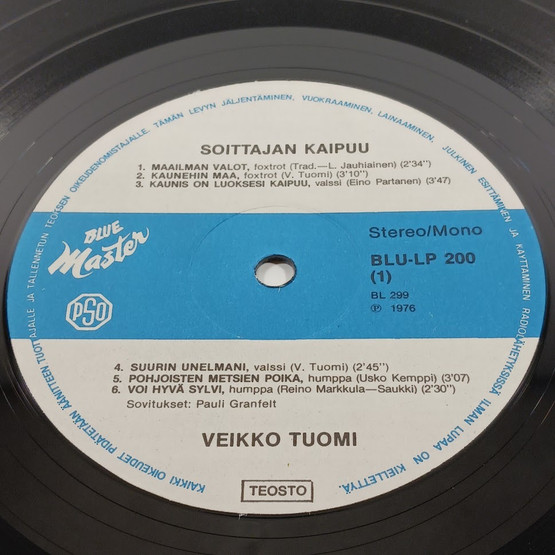 SOITTAJAN KAIPUU
1. MAAILMAN VALOT, foxtrot (Trad.—L. Jauhiainen) (2'34")
2. KAUNEHIN MAA, foxtrot (V. Tuomi) (3'10")
3. KAUNIS ON LUOKSESI KAIPUU, valssi (Eino Partanen) (3'47)
BLUE
Master
PSO
Stereo/Mono
BLU-LP 200
(1)
BL 299
Ⓟ 1976
4. SUURIN UNELMANI, valssi (V. Tuomi) (2'45")
5. POHJOISTEN METSIEN POIKA, humppa (Usko Kemppi) (3'07)
6. VOI HYVÄ SYLVI, humppa (Reino Markkula—Saukki) (2'30")
Sovitukset: Pauli Granfelt
VEIKKO TUOMI
TEOSTO
KAIKKI OIKEUDET PIDÄTETÄÄN ÄÄNITTEEN TUOTTAJALLE JA TALLENNETUN TEOKSEN OIKEUDENOMISTAJALLE. TÄMÄN LEVYN JÄLJENTÄMINEN, VUOKRAAMINEN, LAINAAMINEN, JULKINEN ESITTÄMINEN JA KÄYTTÄMINEN RADIOLÄHETYKSISSÄ ILMAN LUPAA ON KIELLETTYÄ.